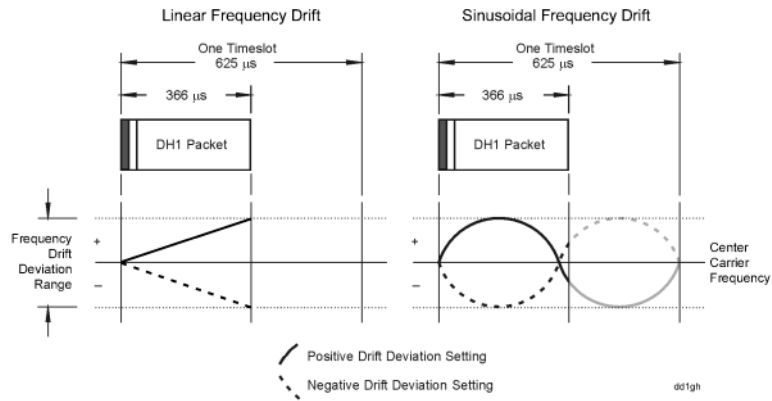 Linear Frequency Drift
Sinusoidal Frequency Drift
One Timeslot
625 µs
One Timeslot
625 µs
366 µs
366 µs
DH1 Packet
DH1 Packet
Frequency
Drift
Deviation
Range
+
−
+
−
Center
Carrier
Frequency
Positive Drift Deviation Setting
Negative Drift Deviation Setting
dd1gh